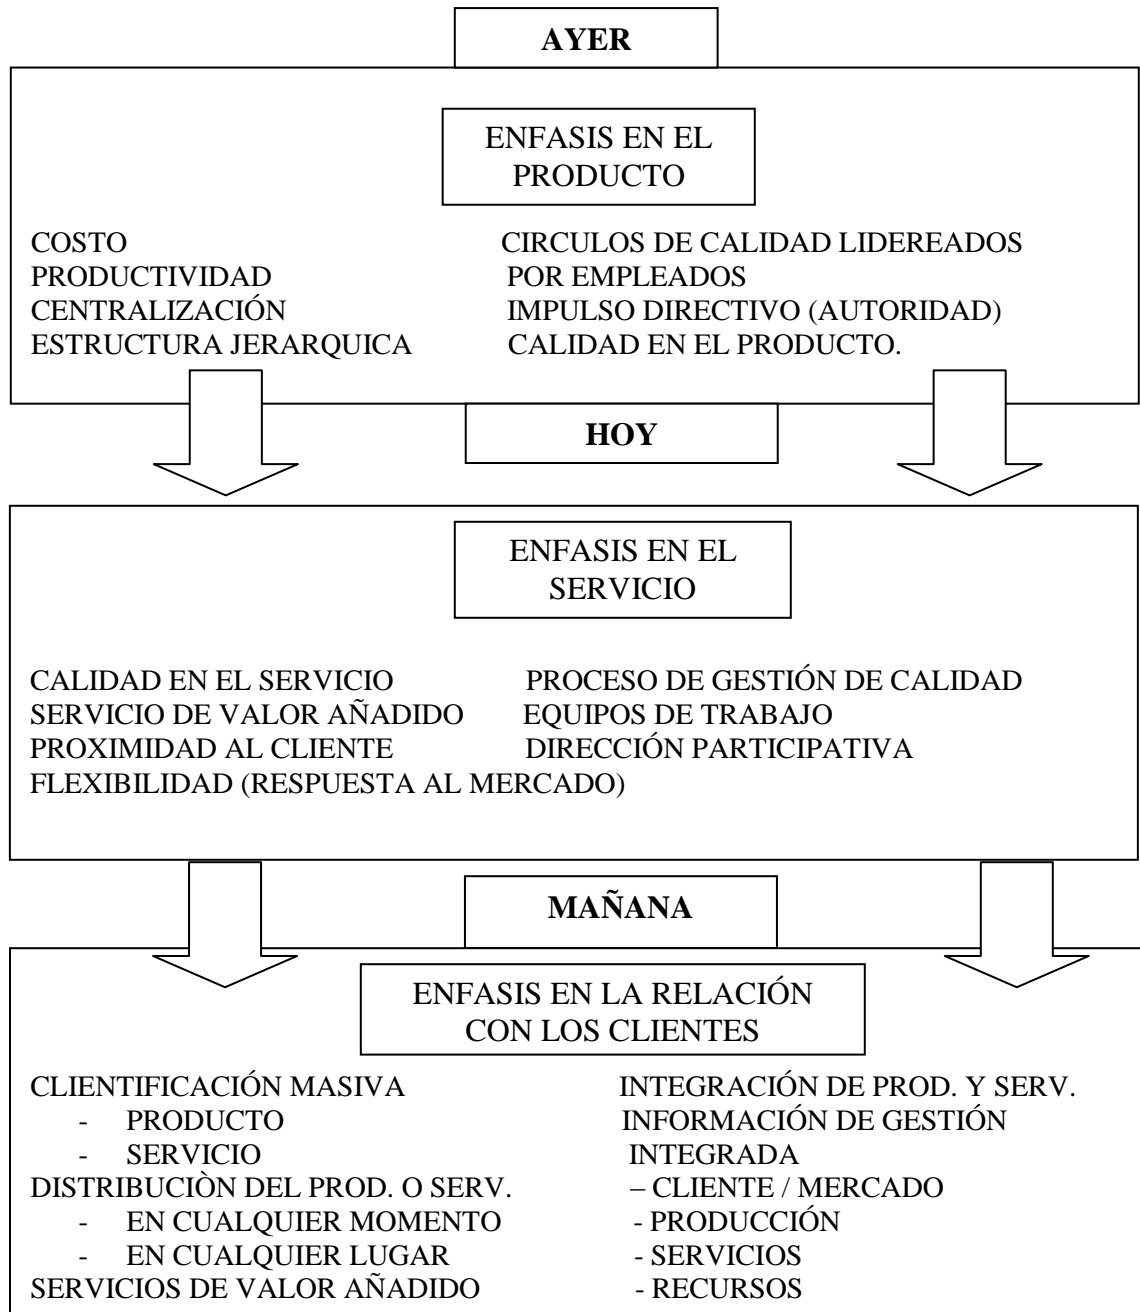 AYER
ENFASIS EN EL
PRODUCTO
COSTO
PRODUCTIVIDAD
CENTRALIZACIÓN
ESTRUCTURA JERARQUICA
CIRCULOS DE CALIDAD LIDEREADOS
POR EMPLEADOS
IMPULSO DIRECTIVO (AUTORIDAD)
CALIDAD EN EL PRODUCTO.
HOY
ENFASIS EN EL
SERVICIO
CALIDAD EN EL SERVICIO
SERVICIO DE VALOR AÑADIDO
PROXIMIDAD AL CLIENTE
FLEXIBILIDAD (RESPUESTA AL MERCADO)
PROCESO DE GESTIÓN DE CALIDAD
EQUIPOS DE TRABAJO
DIRECCIÓN PARTICIPATIVA
MAÑANA
ENFASIS EN LA RELACIÓN
CON LOS CLIENTES
CLIENTIFICACIÓN MASIVA
- PRODUCTO
- SERVICIO
DISTRIBUCIÒN DEL PROD. O SERV.
- EN CUALQUIER MOMENTO
- EN CUALQUIER LUGAR
SERVICIOS DE VALOR AÑADIDO
INTEGRACIÓN DE PROD. Y SERV.
INFORMACIÓN DE GESTIÓN
INTEGRADA
– CLIENTE / MERCADO
- PRODUCCIÓN
- SERVICIOS
- RECURSOS